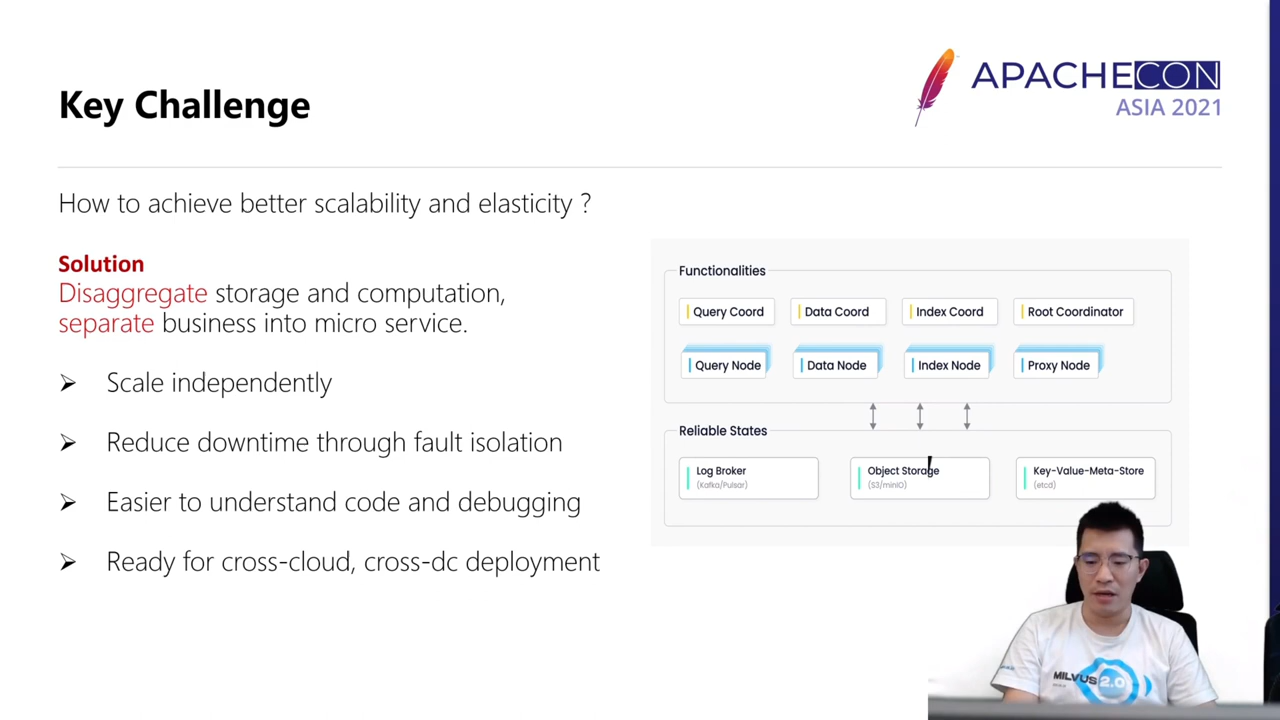 APACHECON
ASIA 2021
Key Challenge
How to achieve better scalability and elasticity ?
Solution
Disaggregate storage and computation,
separate business into micro service.
Scale independently
Reduce downtime through fault isolation
Easier to understand code and debugging
Ready for cross-cloud, cross-dc deployment
Functionalities
Query Coord
Data Coord
Index Coord
Root Coordinator
Query Node
Data Node
Index Node
Proxy Node
Reliable States
Log Broker
(Kafka/Pulsar)
Object Storage
(S3/minIO)
Key-Value-Meta-Store
(etcd)
MILVUS 2.0